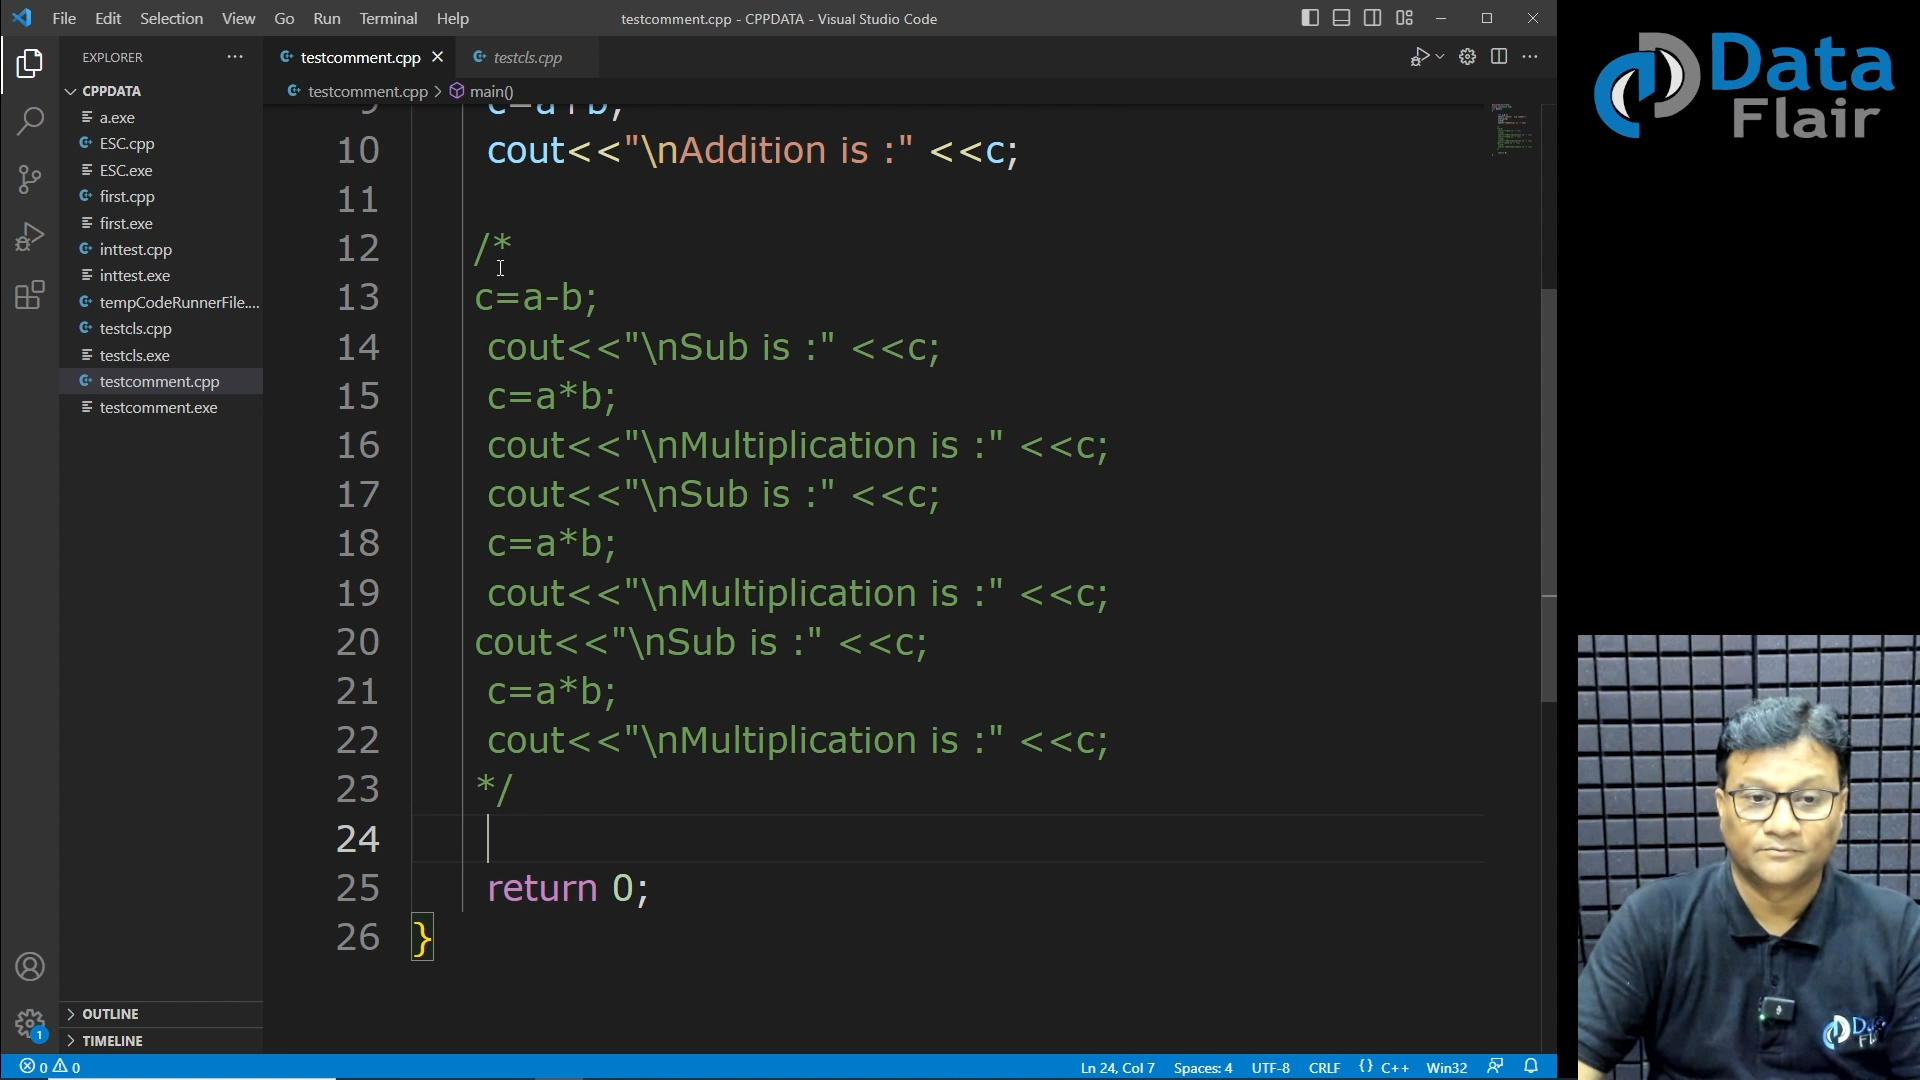 File Edit Selection View Go Run Terminal Help testcomment.cpp - CPPDATA - Visual Studio Code
EXPLORER
testcomment.cpp testcls.cpp
CPPDATA
testcomment.cpp > main()
a.exe
ESC.cpp
ESC.exe
first.cpp
first.exe
inttest.cpp
inttest.exe
tempCodeRunnerFile....
testcls.cpp
testcls.exe
testcomment.cpp
testcomment.exe
OUTLINE
TIMELINE
9 c=a+b;
10 cout<<"\nAddition is :" <<c;
11
12 /*
13 c=a-b;
14 cout<<"\nSub is :" <<c;
15 c=a*b;
16 cout<<"\nMultiplication is :" <<c;
17 cout<<"\nSub is :" <<c;
18 c=a*b;
19 cout<<"\nMultiplication is :" <<c;
20 cout<<"\nSub is :" <<c;
21 c=a*b;
22 cout<<"\nMultiplication is :" <<c;
23 */
24
25 return 0;
26 }
1
0 0 Ln 24, Col 7 Spaces: 4 UTF-8 CRLF {} C++ Win32
Data
Flair